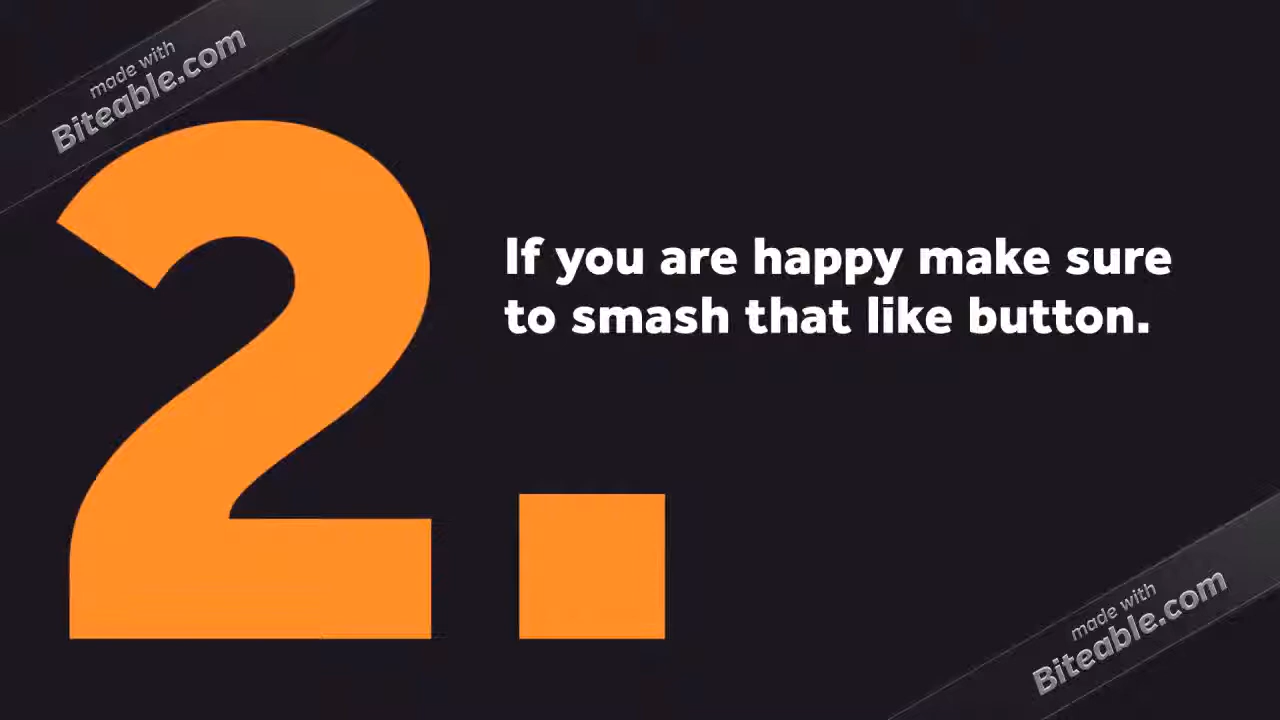 made with
Biteable.com
2.
If you are happy make sure
to smash that like button.
made with
Biteable.com